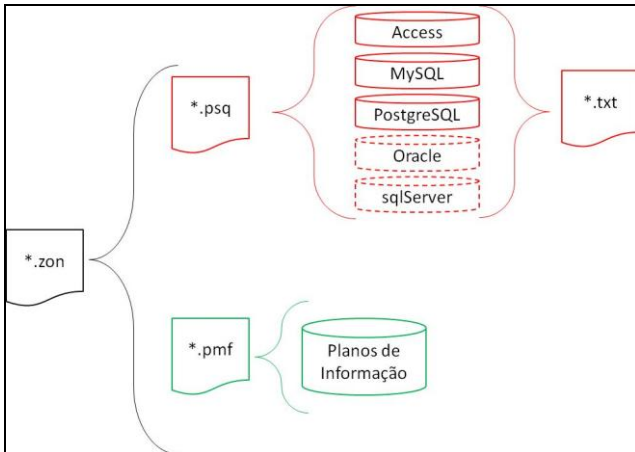 *.zon
*.psq
Access
MySQL
PostgreSQL
Oracle
sqlServer
*.txt
*.pmf
Planos de
Informação